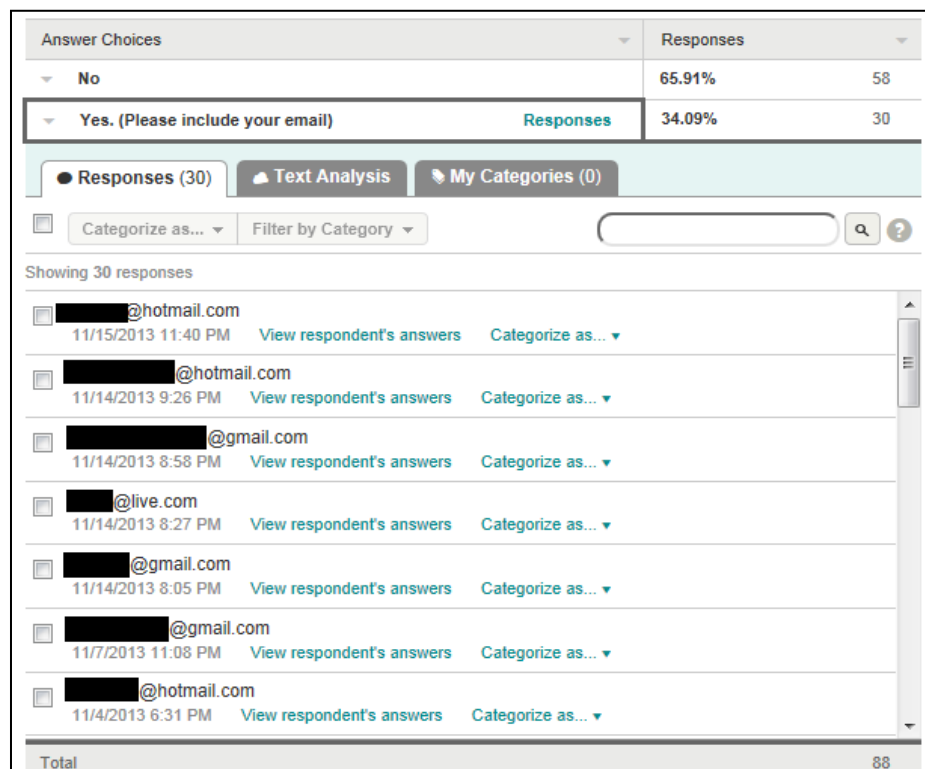 Answer Choices Responses
No 65.91% 58
Yes. (Please include your email) Responses 34.09% 30
Responses (30) Text Analysis My Categories (0)
Categorize as... Filter by Category ?
Showing 30 responses
@hotmail.com
11/15/2013 11:40 PM View respondent's answers Categorize as...
@hotmail.com
11/14/2013 9:26 PM View respondent's answers Categorize as...
@gmail.com
11/14/2013 8:58 PM View respondent's answers Categorize as...
@live.com
11/14/2013 8:27 PM View respondent's answers Categorize as...
@gmail.com
11/14/2013 8:05 PM View respondent's answers Categorize as...
@gmail.com
11/7/2013 11:08 PM View respondent's answers Categorize as...
@hotmail.com
11/4/2013 6:31 PM View respondent's answers Categorize as...
Total 88